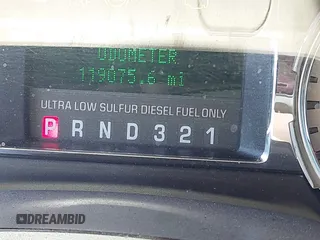 ODOMETER
119075.6 mi
ULTRA LOW SULFUR DIESEL FUEL ONLY
P R N D 3 2 1
DREAMBID